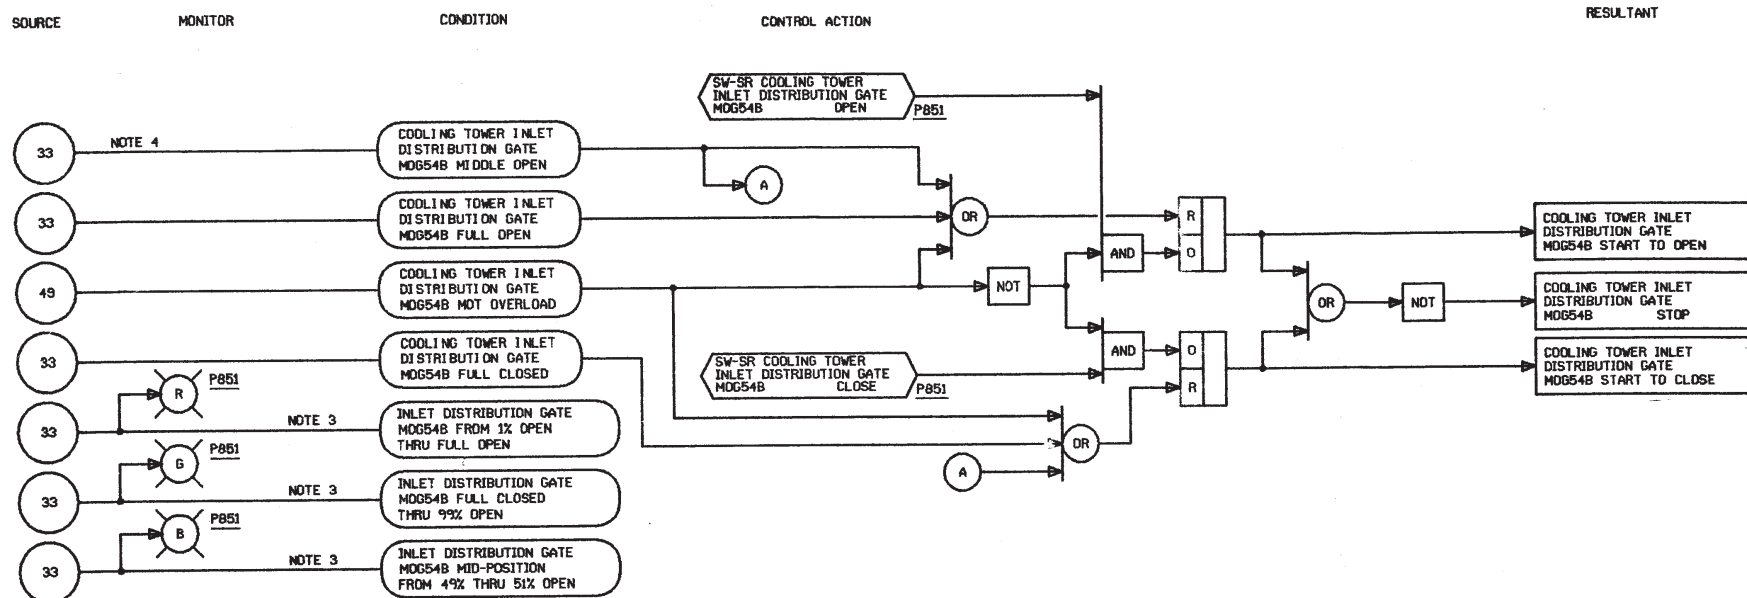 SOURCE
MONITOR
CONDITION
CONTROL ACTION
RESULTANT
SW-SR COOLING TOWER
INLET DISTRIBUTION GATE
MOG54B OPEN
P851
33
NOTE 4
COOLING TOWER INLET
DISTRIBUTION GATE
MOG54B MIDDLE OPEN
A
33
COOLING TOWER INLET
DISTRIBUTION GATE
MOG54B FULL OPEN
OR
R
O
AND
COOLING TOWER INLET
DISTRIBUTION GATE
MOG54B START TO OPEN
49
COOLING TOWER INLET
DISTRIBUTION GATE
MOG54B MOT OVERLOAD
NOT
OR
NOT
COOLING TOWER INLET
DISTRIBUTION GATE
MOG54B STOP
33
COOLING TOWER INLET
DISTRIBUTION GATE
MOG54B FULL CLOSED
SW-SR COOLING TOWER
INLET DISTRIBUTION GATE
MOG54B CLOSE
P851
AND
O
R
COOLING TOWER INLET
DISTRIBUTION GATE
MOG54B START TO CLOSE
R
P851
33
NOTE 3
INLET DISTRIBUTION GATE
MOG54B FROM 1% OPEN
THRU FULL OPEN
OR
A
G
P851
33
NOTE 3
INLET DISTRIBUTION GATE
MOG54B FULL CLOSED
THRU 99% OPEN
B
P851
33
NOTE 3
INLET DISTRIBUTION GATE
MOG54B MID-POSITION
FROM 49% THRU 51% OPEN